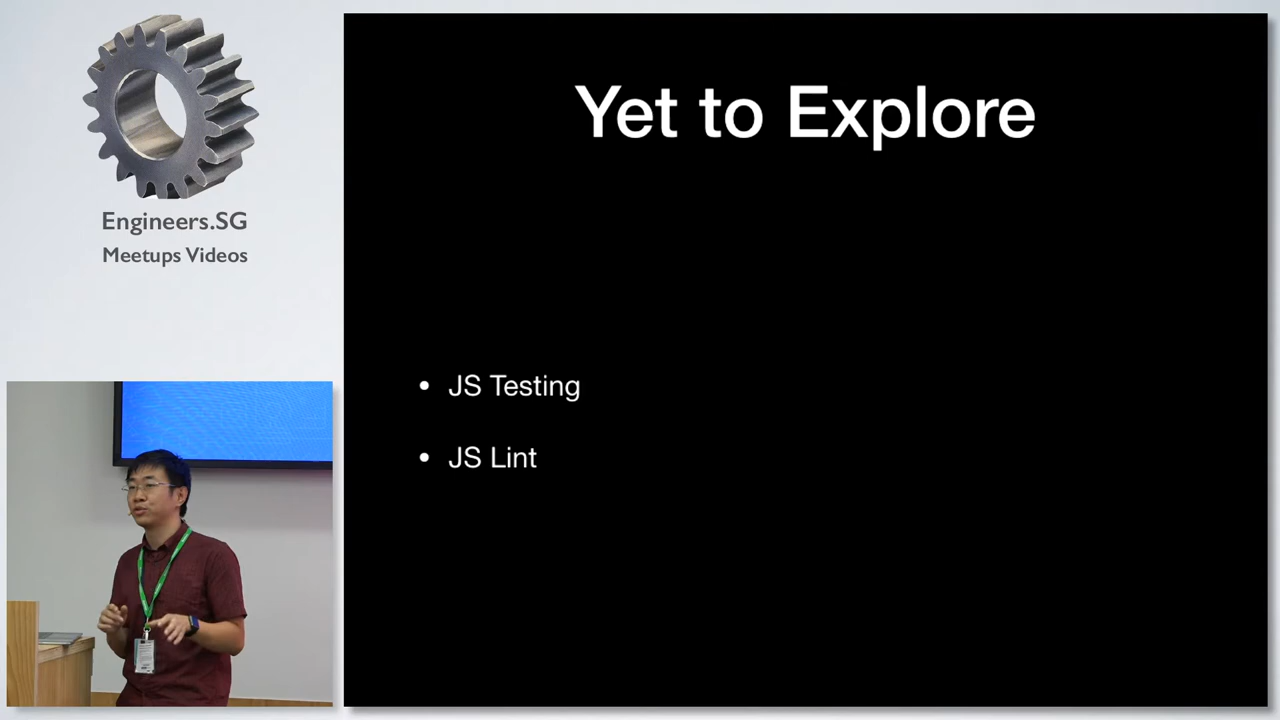 Engineers.SG
Meetups Videos
Yet to Explore
• JS Testing
• JS Lint